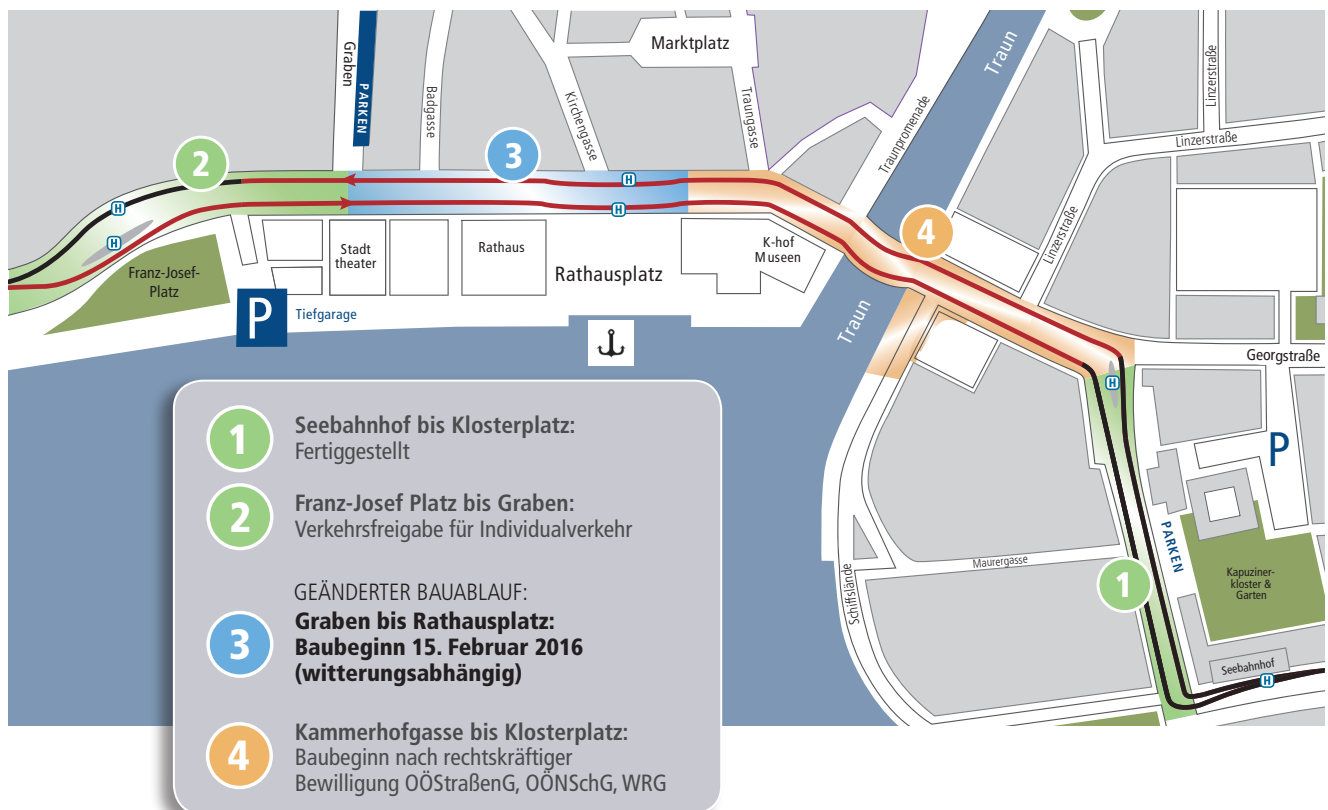 Graben
PARKEN
Badgasse
Kirchengasse
Marktplatz
Traungasse
Traunpromenade
Traun
Linzerstraße
Linzerstraße
Linzerstraße
2
3
H
H
H
H
4
Franz-Josef-
Platz
Stadt
theater
Rathaus
Rathausplatz
K-hof
Museen
P
Tiefgarage
Traun
Georgstraße
H
P
Schiffslände
Maurergasse
PARKEN
1
Kapuziner-
kloster &
Garten
Seebahnhof
H
1
Seebahnhof bis Klosterplatz:
Fertiggestellt
2
Franz-Josef Platz bis Graben:
Verkehrsfreigabe für Individualverkehr
GEÄNDERTER BAUABLAUF:
3
Graben bis Rathausplatz:
Baubeginn 15. Februar 2016
(witterungsabhängig)
4
Kammerhofgasse bis Klosterplatz:
Baubeginn nach rechtskräftiger
Bewilligung OÖStraßenG, OÖNSchG, WRG